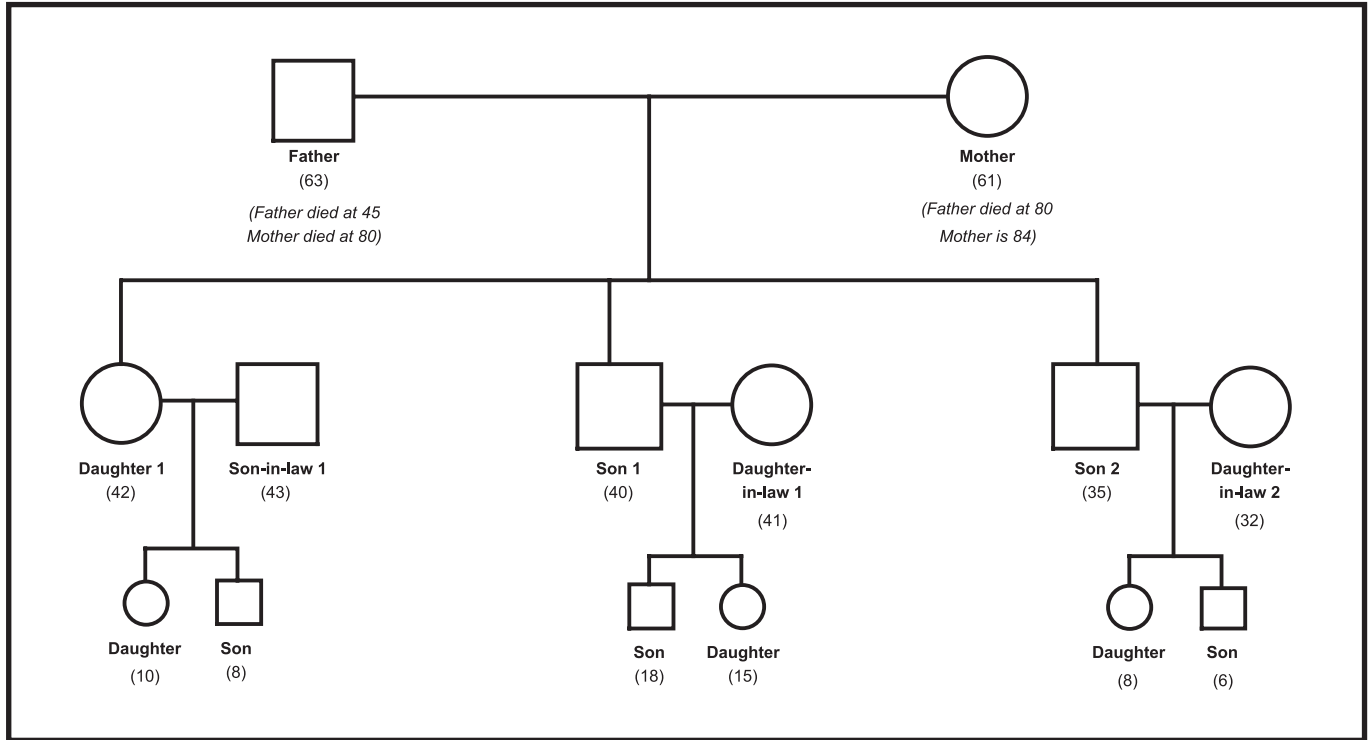 Father
(63)
(Father died at 45
Mother died at 80)
Mother
(61)
(Father died at 80
Mother is 84)
Daughter 1
(42)
Son-in-law 1
(43)
Son 1
(40)
Daughter-
in-law 1
(41)
Son 2
(35)
Daughter-
in-law 2
(32)
Daughter
(10)
Son
(8)
Son
(18)
Daughter
(15)
Daughter
(8)
Son
(6)